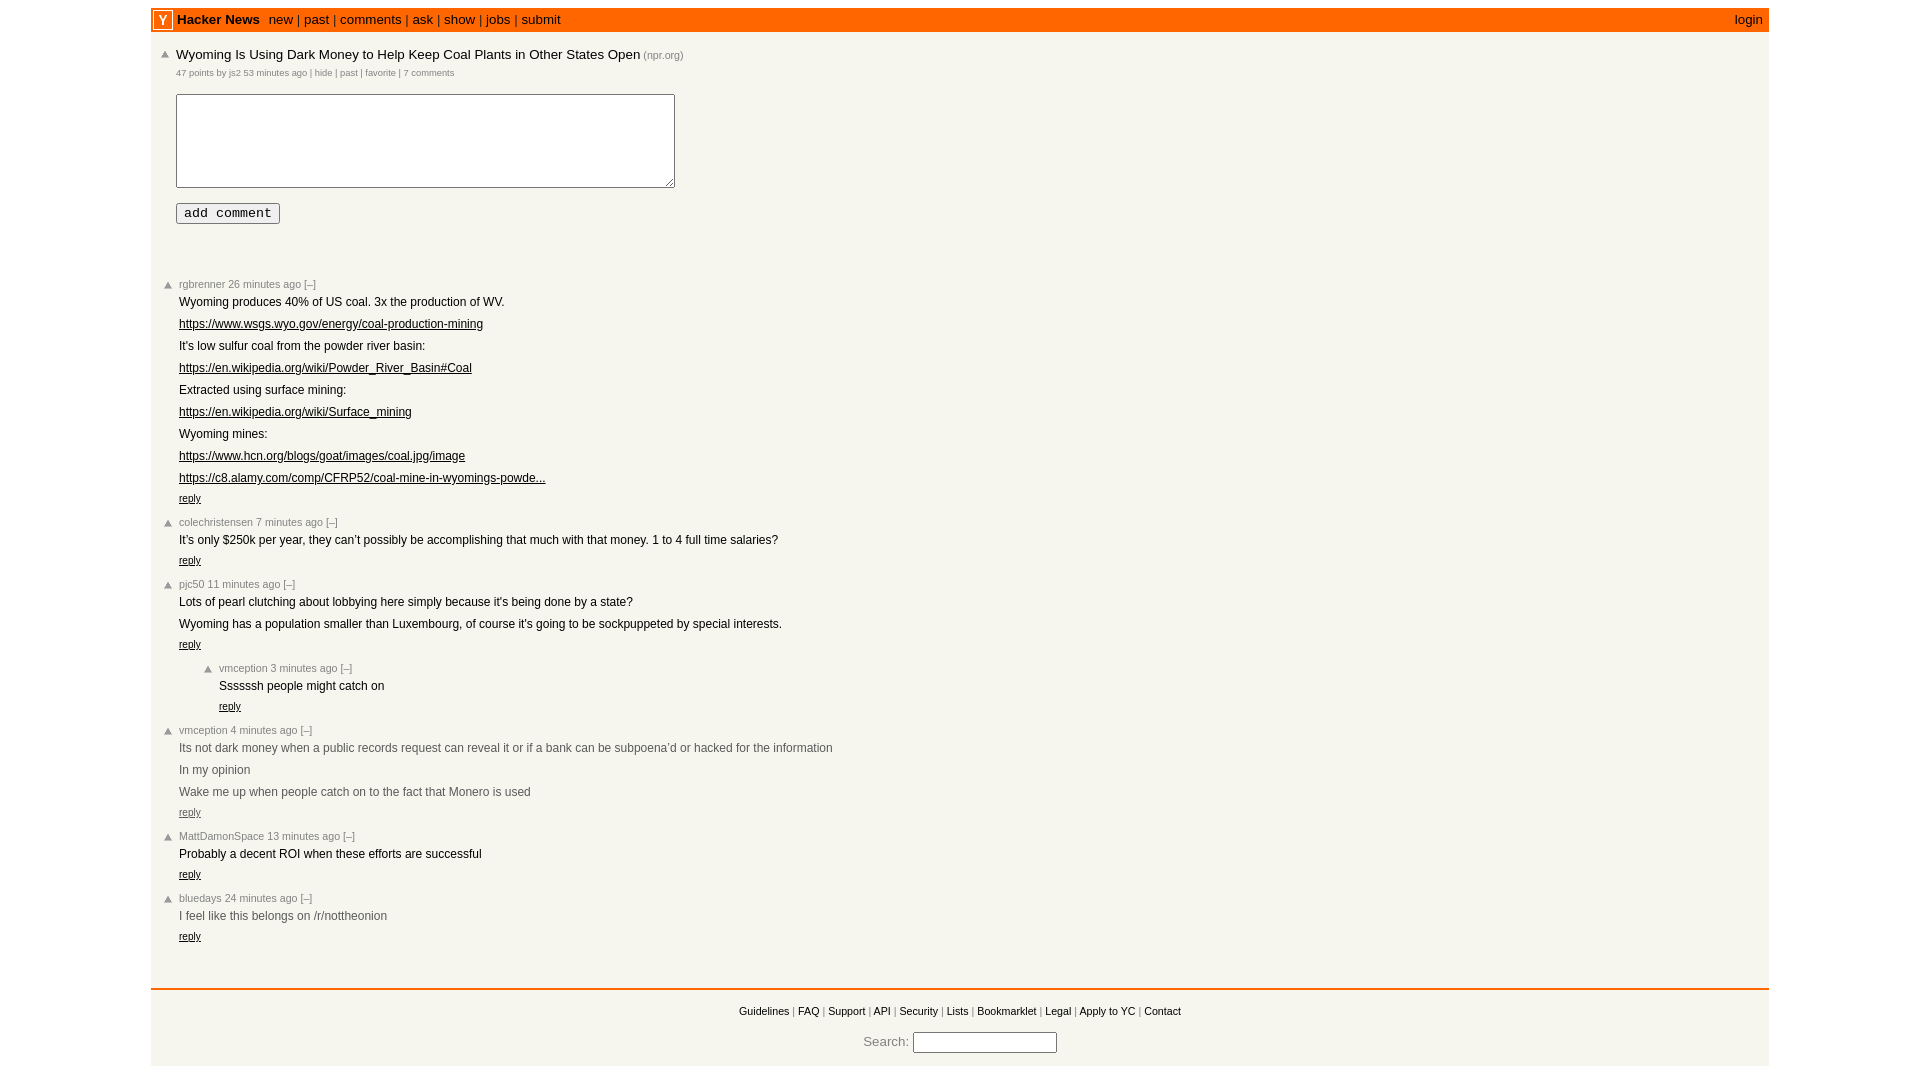 Y Hacker News new | past | comments | ask | show | jobs | submit login
Wyoming Is Using Dark Money to Help Keep Coal Plants in Other States Open (npr.org)
47 points by js2 53 minutes ago | hide | past | favorite | 7 comments
add comment
rgbrenner 26 minutes ago [–]
Wyoming produces 40% of US coal. 3x the production of WV.
https://www.wsgs.wyo.gov/energy/coal-production-mining
It's low sulfur coal from the powder river basin:
https://en.wikipedia.org/wiki/Powder_River_Basin#Coal
Extracted using surface mining:
https://en.wikipedia.org/wiki/Surface_mining
Wyoming mines:
https://www.hcn.org/blogs/goat/images/coal.jpg/image
https://c8.alamy.com/comp/CFRP52/coal-mine-in-wyomings-powde...
reply
colechristensen 7 minutes ago [–]
It’s only $250k per year, they can’t possibly be accomplishing that much with that money. 1 to 4 full time salaries?
reply
pjc50 11 minutes ago [–]
Lots of pearl clutching about lobbying here simply because it's being done by a state?
Wyoming has a population smaller than Luxembourg, of course it's going to be sockpuppeted by special interests.
reply
vmception 3 minutes ago [–]
Ssssssh people might catch on
reply
vmception 4 minutes ago [–]
Its not dark money when a public records request can reveal it or if a bank can be subpoena’d or hacked for the information
In my opinion
Wake me up when people catch on to the fact that Monero is used
reply
MattDamonSpace 13 minutes ago [–]
Probably a decent ROI when these efforts are successful
reply
bluedays 24 minutes ago [–]
I feel like this belongs on /r/nottheonion
reply
Guidelines | FAQ | Support | API | Security | Lists | Bookmarklet | Legal | Apply to YC | Contact
Search: